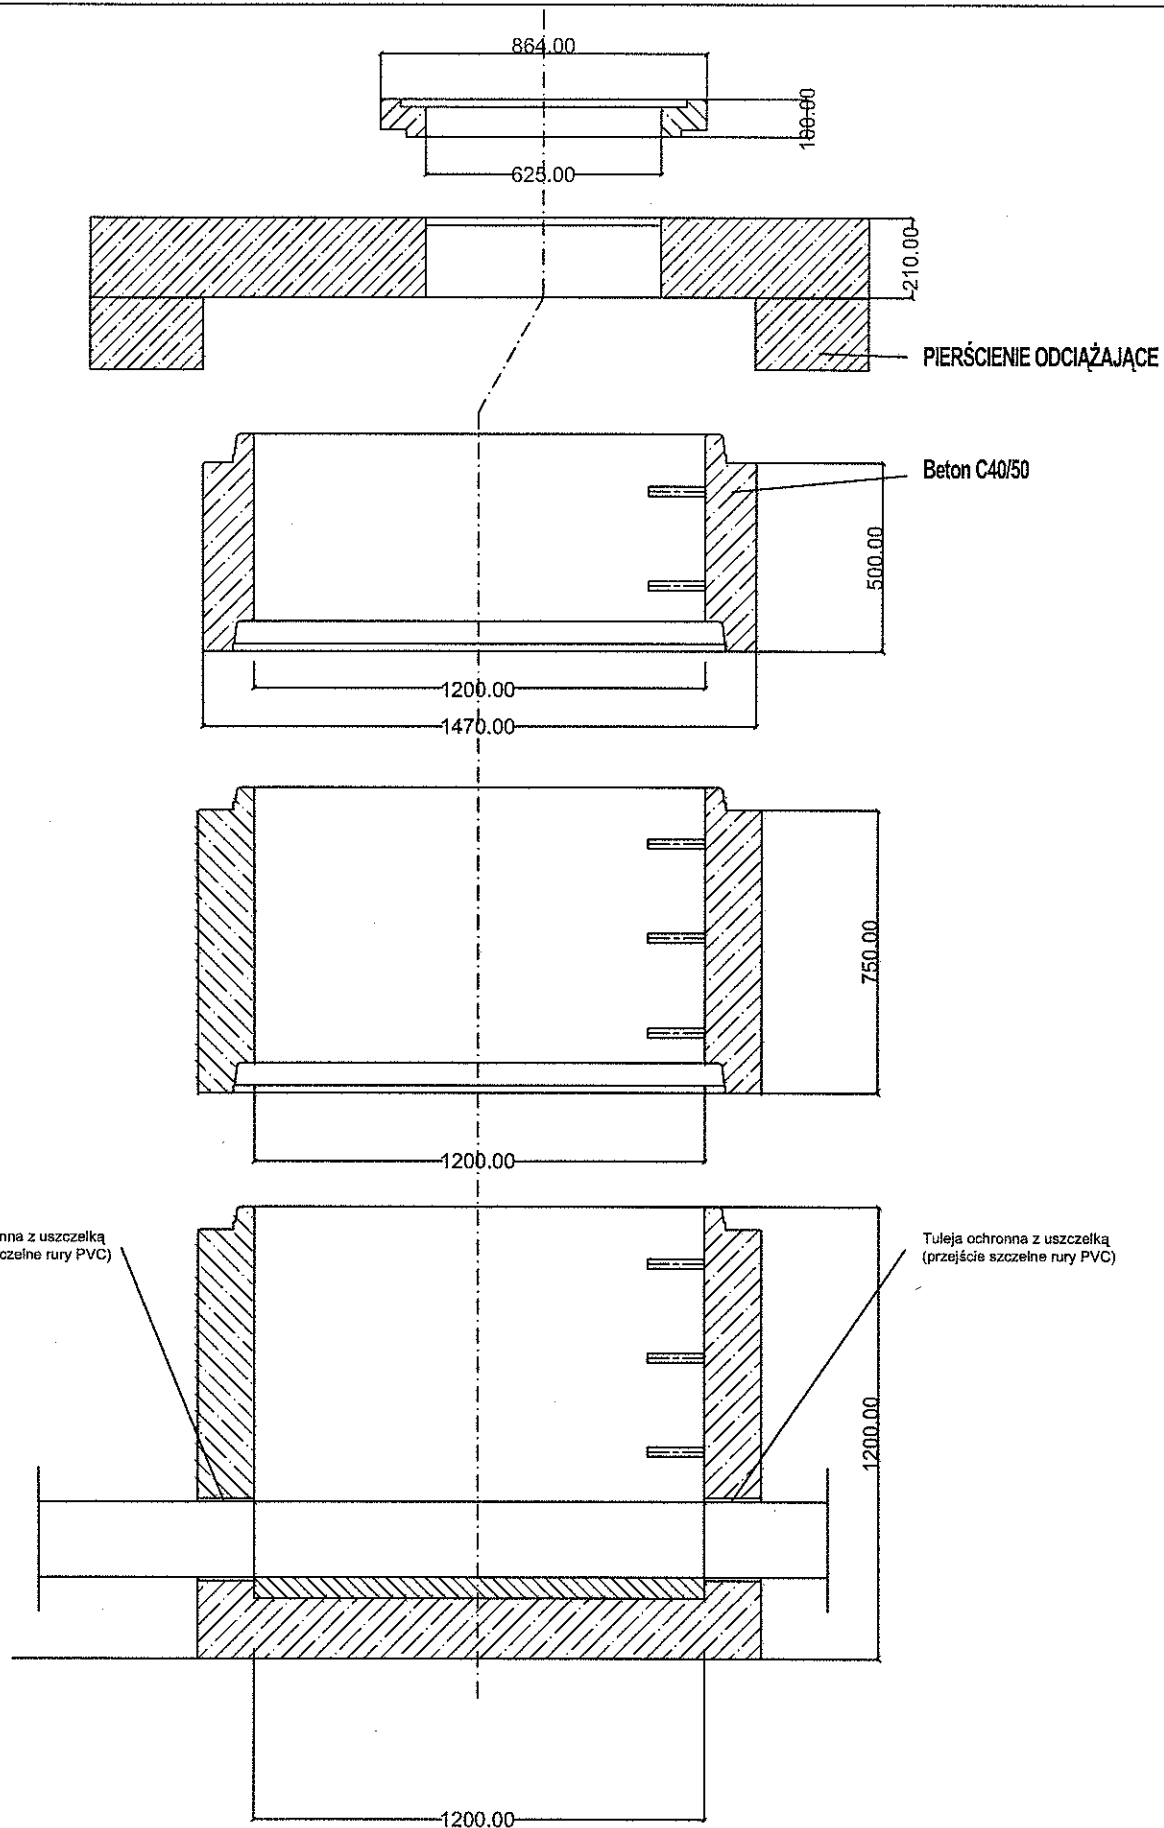 864.00
100.00
625.00
210.00
PIERŚCIENIE ODCIĄŻAJĄCE
Beton C40/50
500.00
1200.00
1470.00
750.00
1200.00
nna z uszczelką
czelne rury PVC)
Tuleja ochronna z uszczelką
(przejście szczelne rury PVC)
1200.00
1200.00